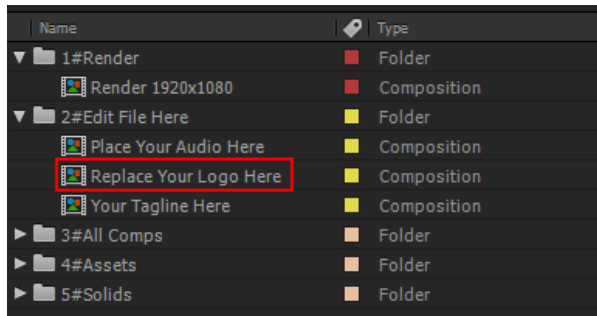 Name Type
1#Render Folder
Render 1920x1080 Composition
2#Edit File Here Folder
Place Your Audio Here Composition
Replace Your Logo Here Composition
Your Tagline Here Composition
3#All Comps Folder
4#Assets Folder
5#Solids Folder